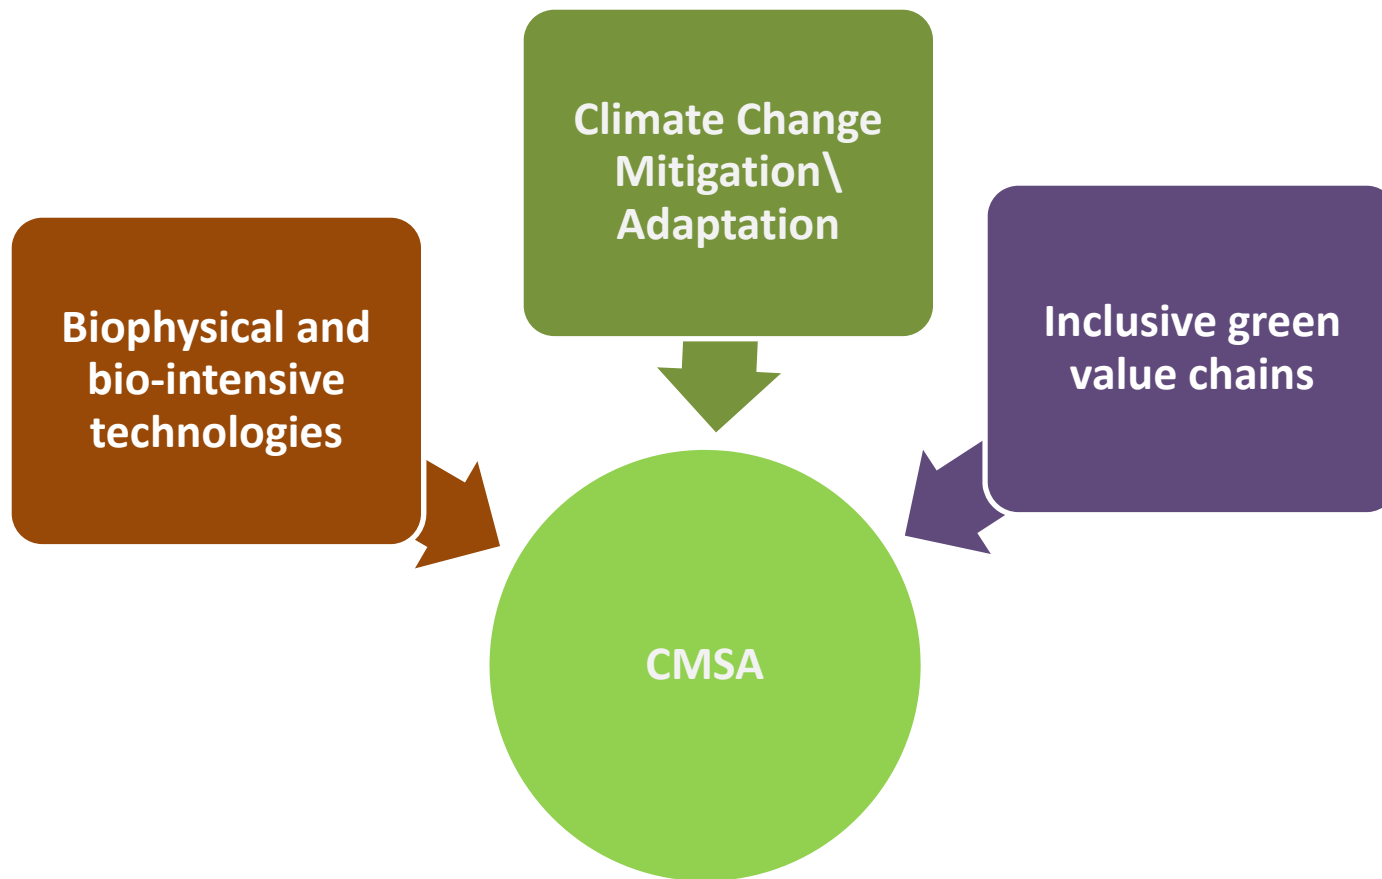 Climate Change
Mitigation\
Adaptation
Biophysical and
bio-intensive
technologies
Inclusive green
value chains
CMSA